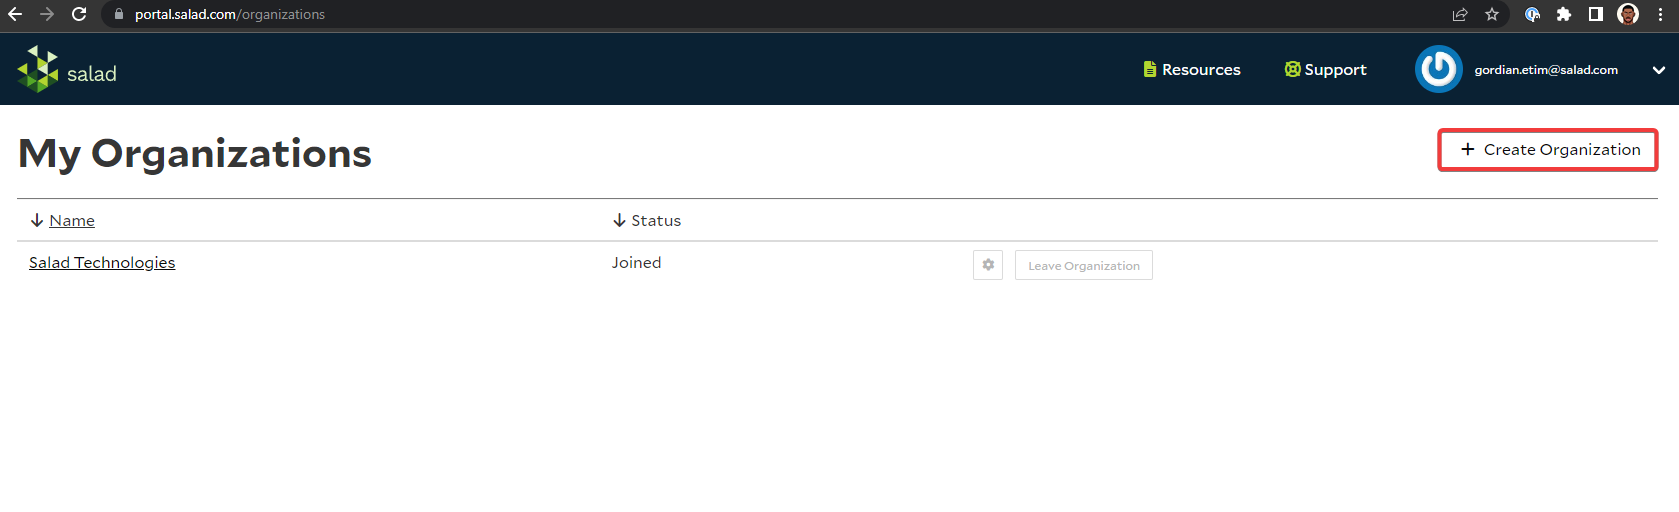 portal.salad.com/organizations
salad
Resources
Support
gordian.etim@salad.com
My Organizations
+ Create Organization
↓ Name
↓ Status
Salad Technologies
Joined
Leave Organization